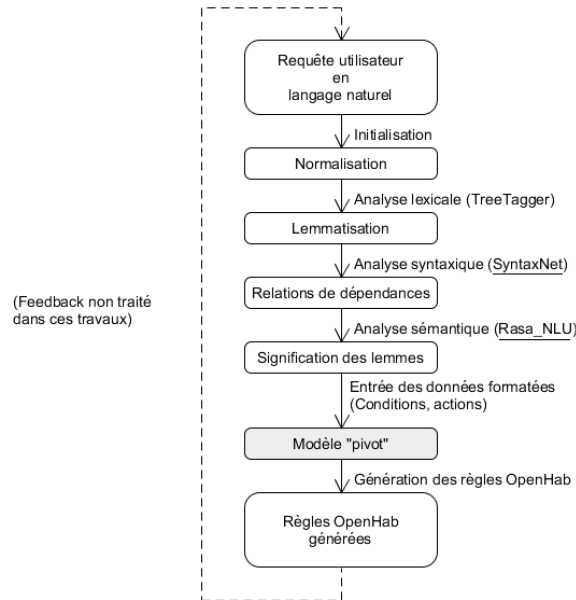 Requête utilisateur
en
langage naturel
Initialisation
Normalisation
Analyse lexicale (TreeTagger)
Lemmatisation
Analyse syntaxique (SyntaxNet)
Relations de dépendances
(Feedback non traité
dans ces travaux)
Analyse sémantique (Rasa_NLU)
Signification des lemmes
Entrée des données formatées
(Conditions, actions)
Modèle "pivot"
Génération des règles OpenHab
Règles OpenHab
générées